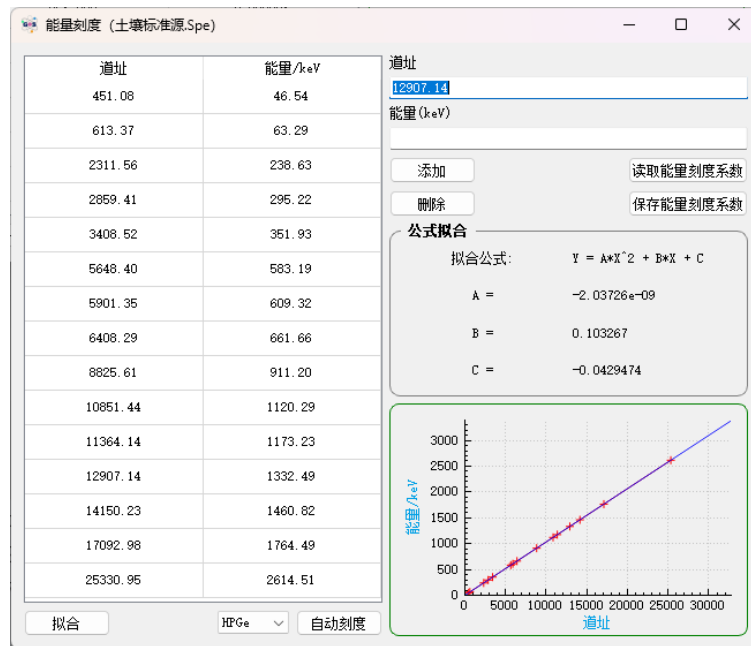 能量刻度 (土壤标准源.Spe)
道址 能量/keV
451.08 46.54
613.37 63.29
2311.56 238.63
2859.41 295.22
3408.52 351.93
5648.40 583.19
5901.35 609.32
6408.29 661.66
8825.61 911.20
10851.44 1120.29
11364.14 1173.23
12907.14 1332.49
14150.23 1460.82
17092.98 1764.49
25330.95 2614.51
拟合 HPGe 自动刻度
道址
12907.14
能量(keV)
添加 读取能量刻度系数
删除 保存能量刻度系数
公式拟合
拟合公式: Y = A*X^2 + B*X + C
A = -2.03726e-09
B = 0.103267
C = -0.0429474
能量/keV
3000
2500
2000
1500
1000
500
0
0 5000 10000 15000 20000 25000 30000
道址